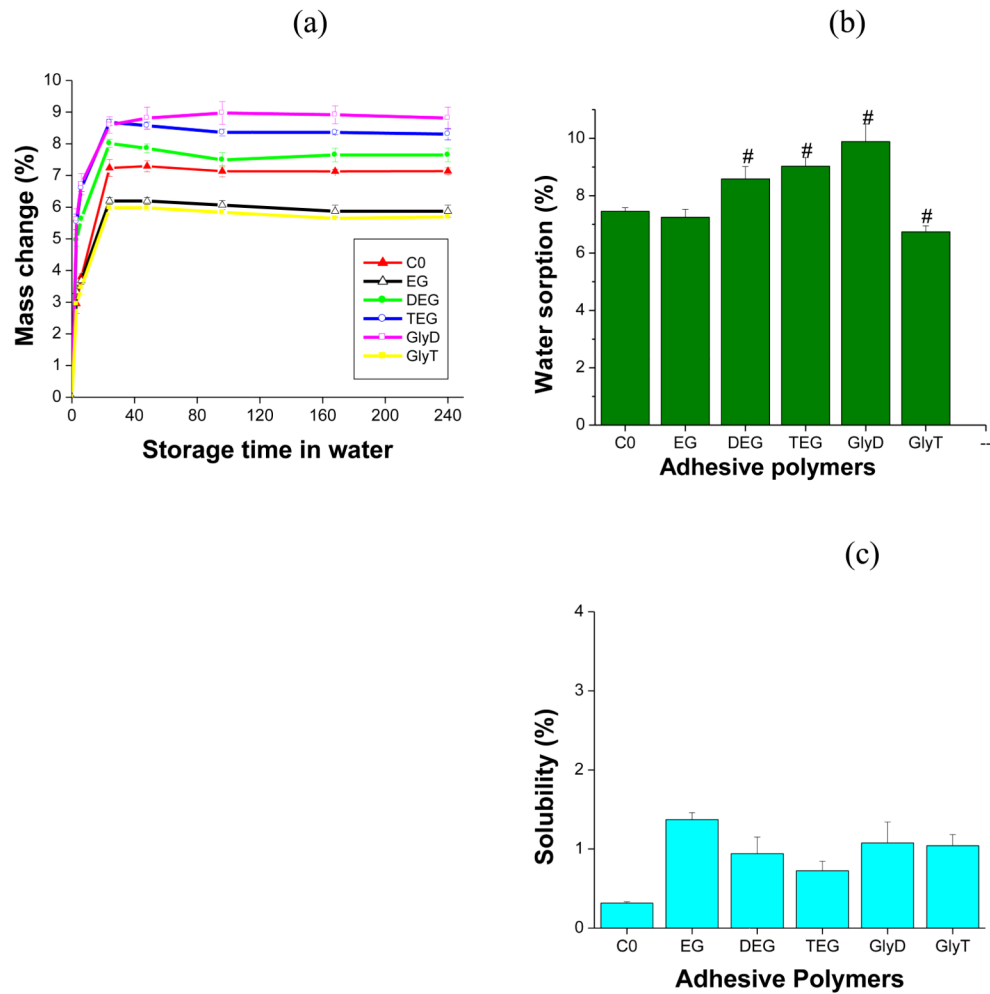 (a)
10
9
8
7
6
5
4
3
2
1
0
Mass change (%)
C0
EG
DEG
TEG
GlyD
GlyT
0 40 80 120 160 200 240
Storage time in water
(b)
10
8
6
4
2
0
Water sorption (%)
# # # #
C0 EG DEG TEG GlyD GlyT --
Adhesive polymers
(c)
4
3
2
1
0
Solubility (%)
C0 EG DEG TEG GlyD GlyT
Adhesive Polymers